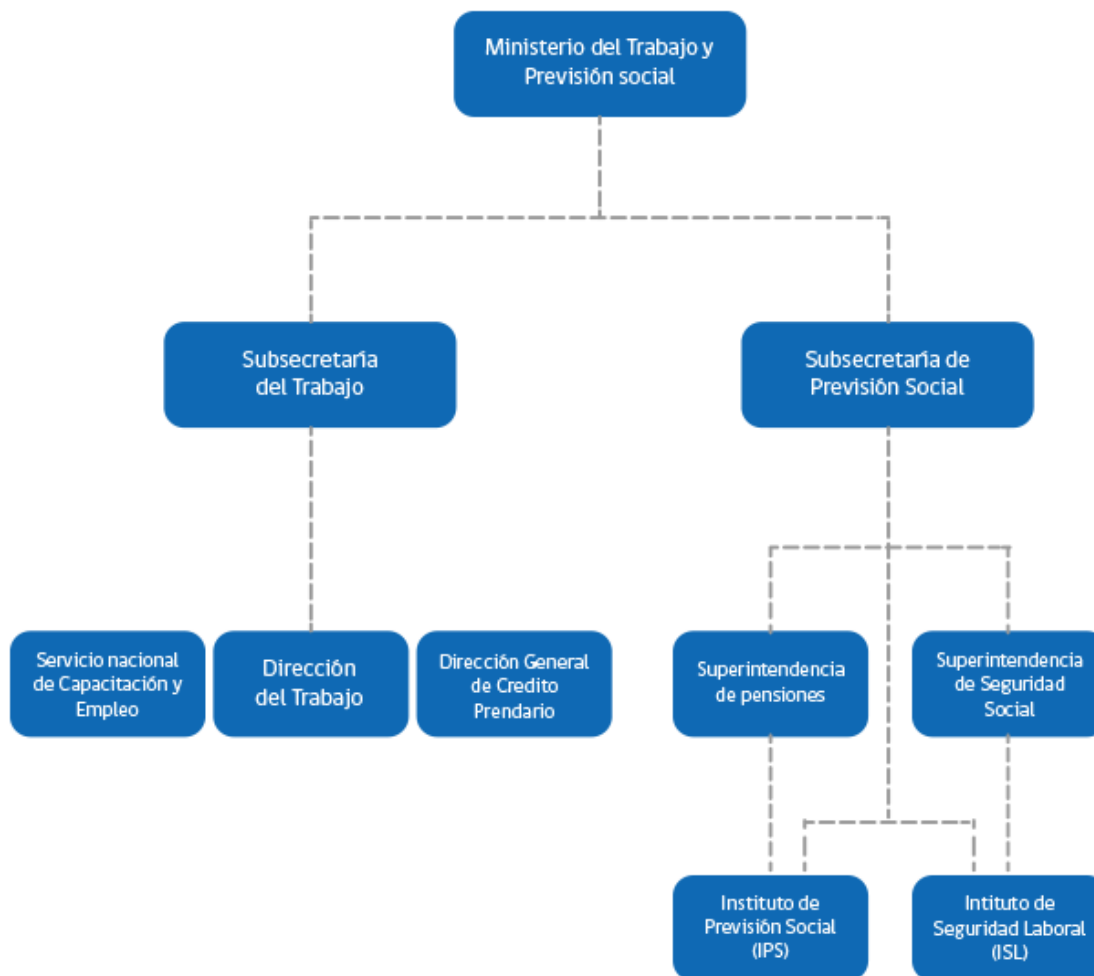 Ministerio del Trabajo y
Previsión social
Subsecretaría
del Trabajo
Subsecretaría de
Previsión Social
Servicio nacional
de Capacitación y
Empleo
Dirección
del Trabajo
Dirección General
de Credito
Prendario
Superintendencia
de pensiones
Superintendencia
de Seguridad
Social
Instituto de
Previsión Social
(IPS)
Intituto de
Seguridad Laboral
(ISL)